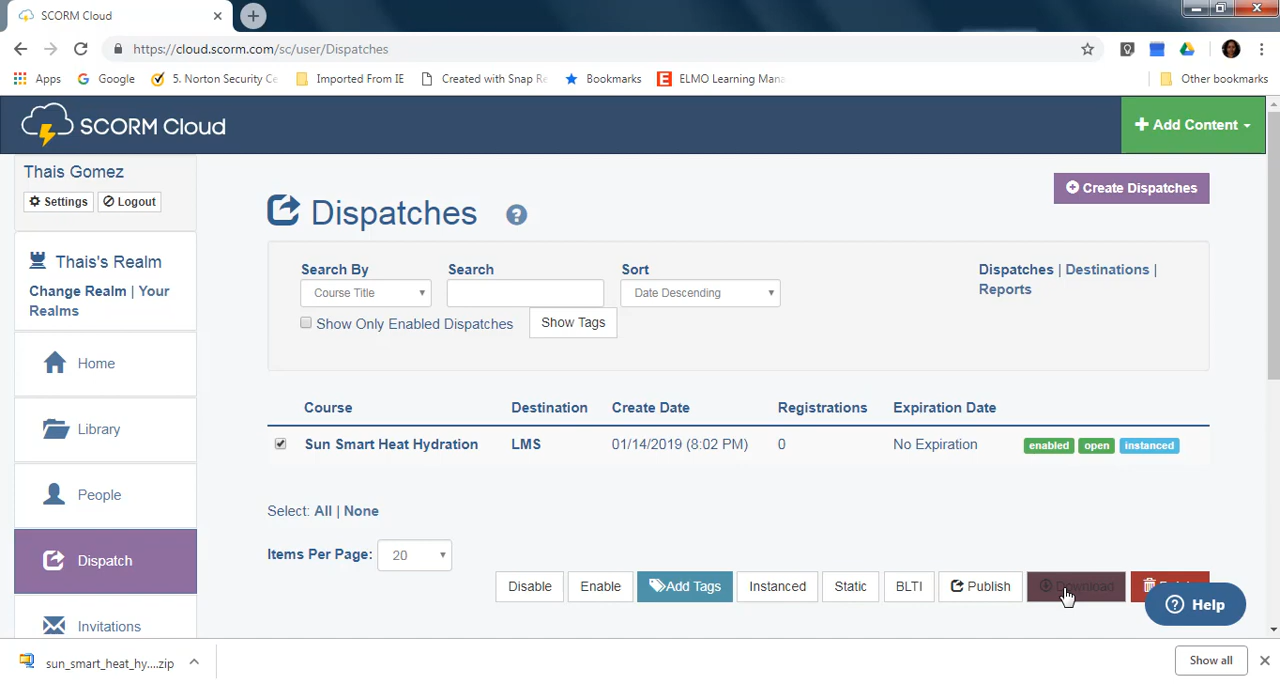 SCORM Cloud
https://cloud.scorm.com/sc/user/Dispatches
Apps Google 5. Norton Security Ce Imported From IE Created with Snap Re Bookmarks ELMO Learning Mana Other bookmarks
SCORM Cloud
Add Content
Thais Gomez
Settings Logout
Thais's Realm
Change Realm | Your
Realms
Home
Library
People
Dispatch
Invitations
Create Dispatches
Dispatches ?
Search By Search Sort
Course Title Date Descending
Show Only Enabled Dispatches Show Tags
Dispatches | Destinations |
Reports
Course Destination Create Date Registrations Expiration Date
Sun Smart Heat Hydration LMS 01/14/2019 (8:02 PM) 0 No Expiration enabled open instanced
Select: All | None
Items Per Page: 20
Disable Enable Add Tags Instanced Static BLTI Publish Download
? Help
sun_smart_heat_hy....zip
Show all